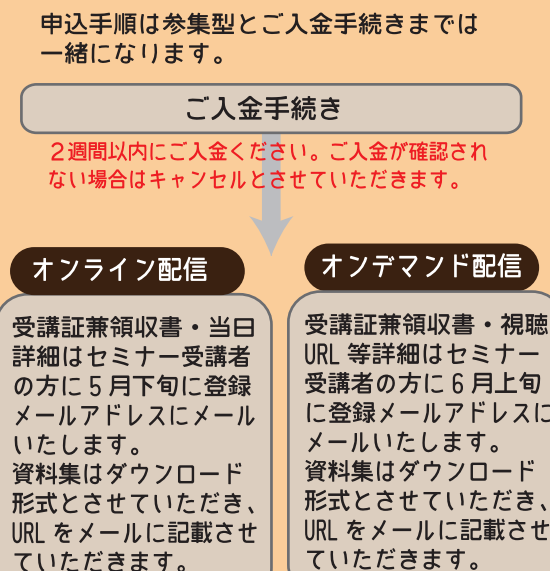 申込手順は参集型とご入金手続きまでは
一緒になります。
ご入金手続き
２週間以内にご入金ください。ご入金が確認され
ない場合はキャンセルとさせていただきます。
オンライン配信
受講証兼領収書・当日
詳細はセミナー受講者
の方に 5 月下旬に登録
メールアドレスにメール
いたします。
資料集はダウンロード
形式とさせていただき、
URL をメールに記載させ
ていただきます。
オンデマンド配信
受講証兼領収書・視聴
URL 等詳細はセミナー
受講者の方に 6 月上旬
に登録メールアドレスに
メールいたします。
資料集はダウンロード
形式とさせていただき、
URL をメールに記載させ
ていただきます。